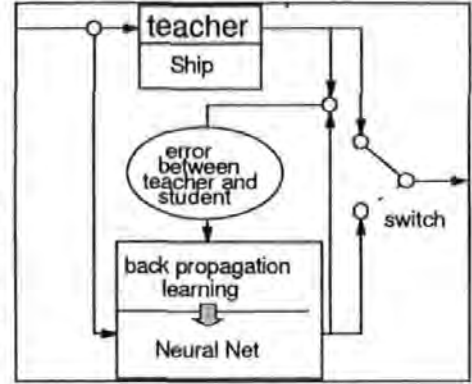 teacher
Ship
error
between
teacher and
student
switch
back propagation
learning
Neural Net